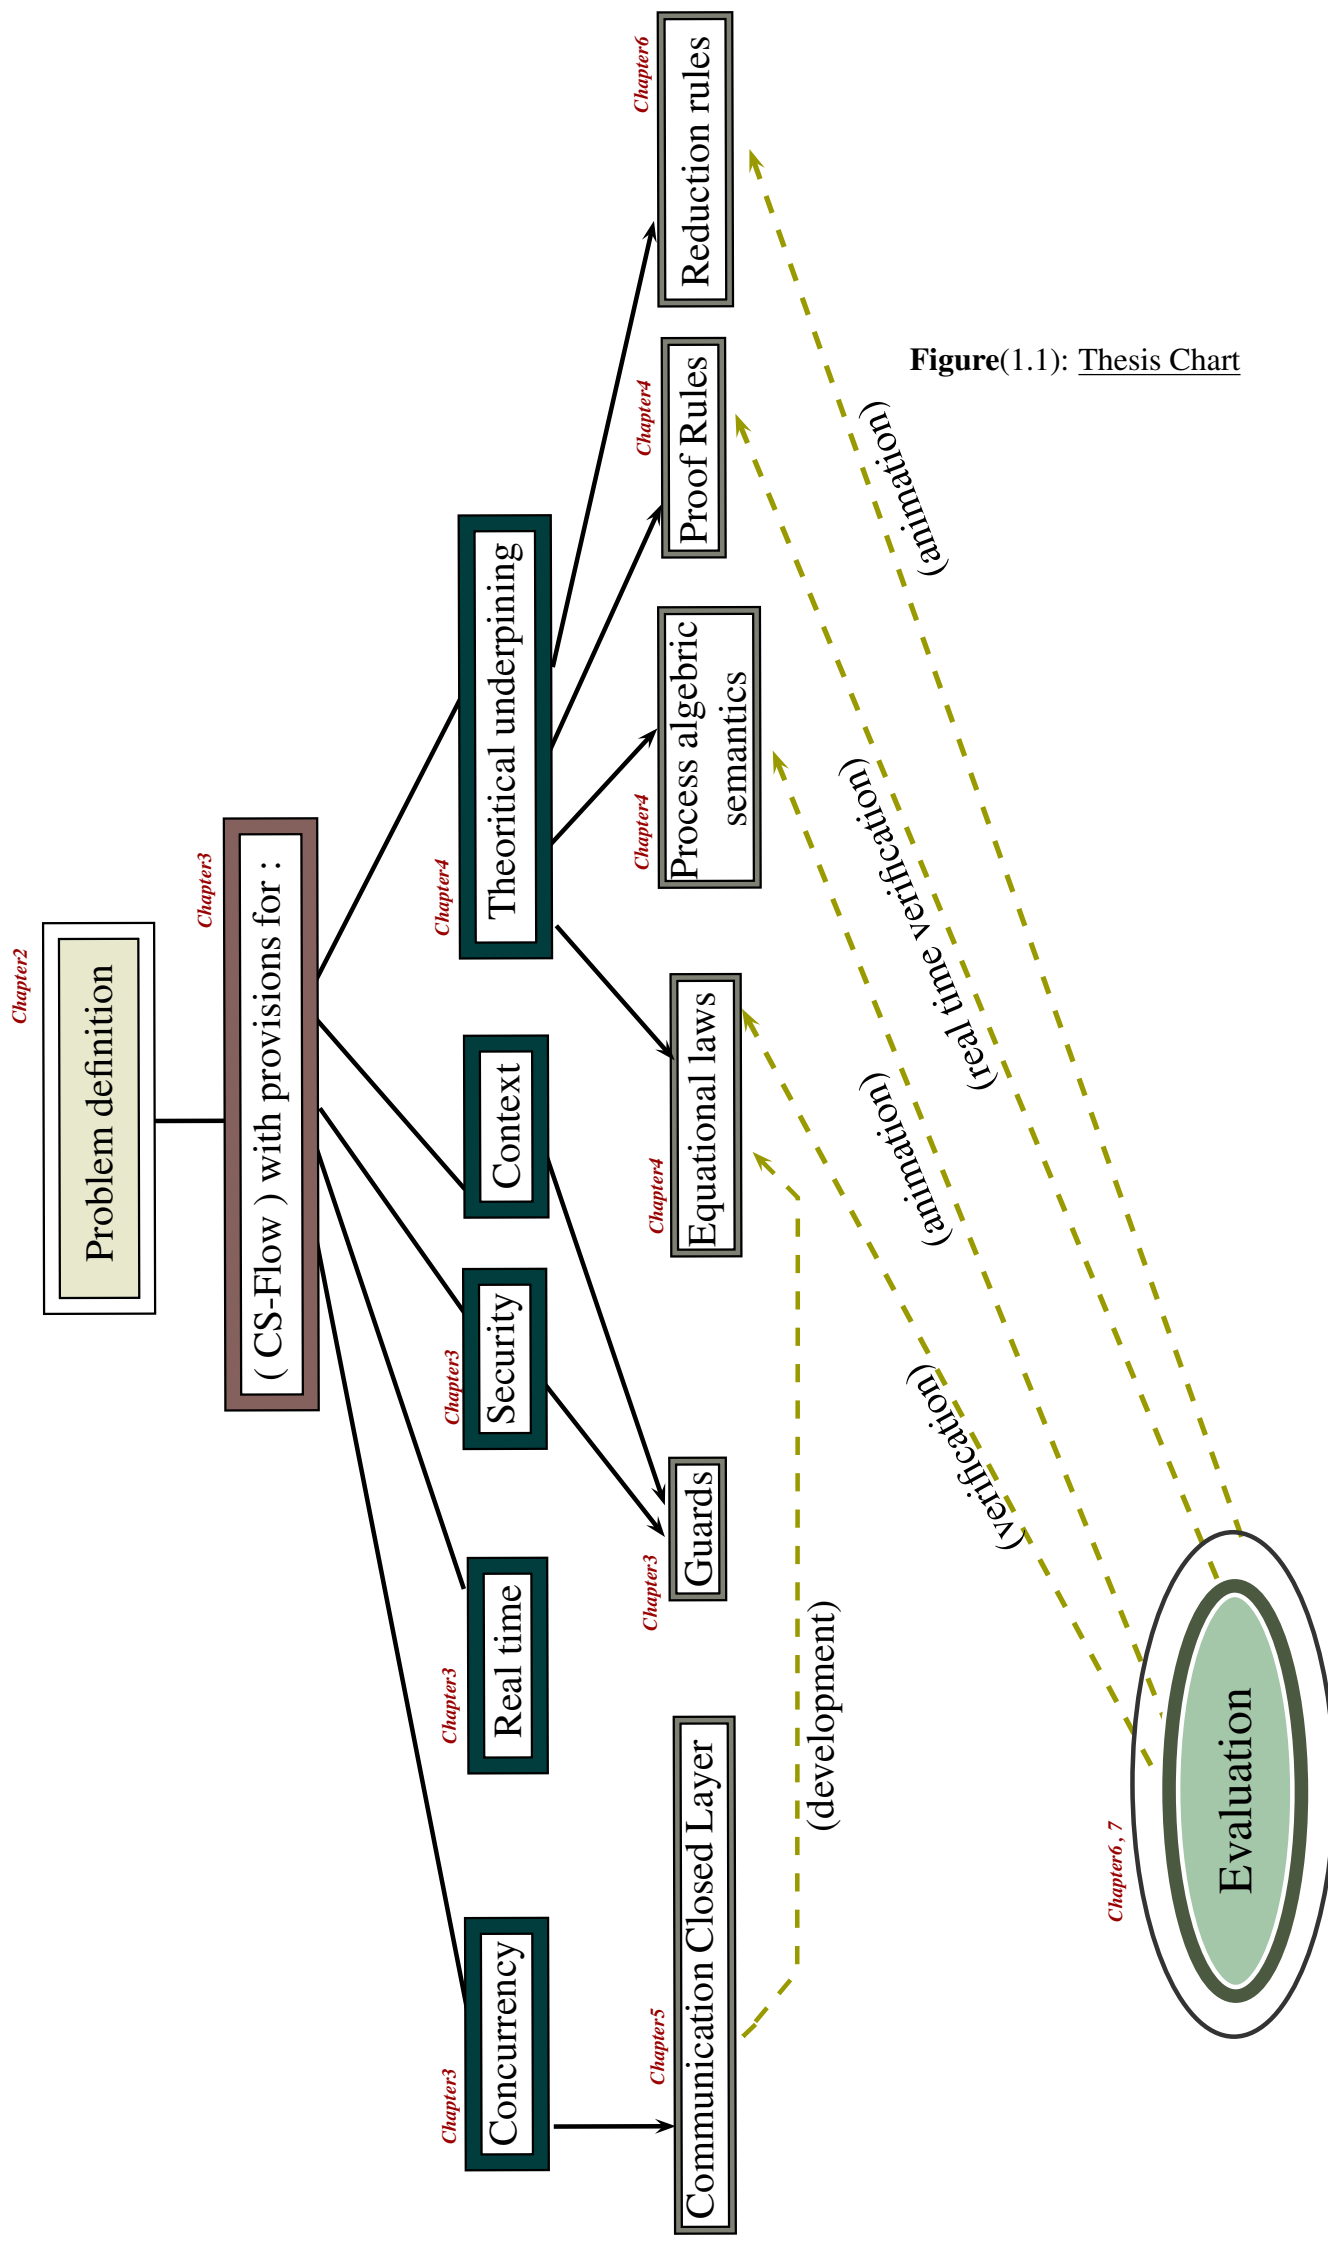 Chapter2
Problem definition
Chapter3
( CS-Flow ) with provisions for :
Chapter3
Concurrency
Chapter3
Real time
Chapter3
Security
Context
Chapter4
Theoritical underpining
Chapter5
Communication Closed Layer
Chapter3
Guards
Chapter4
Equational laws
Chapter4
Process algebric
semantics
Chapter4
Proof Rules
Chapter6
Reduction rules
(development)
(verification)
(animation)
(real time verification)
(animation)
Chapter6 , 7
Evaluation
Figure(1.1): Thesis Chart